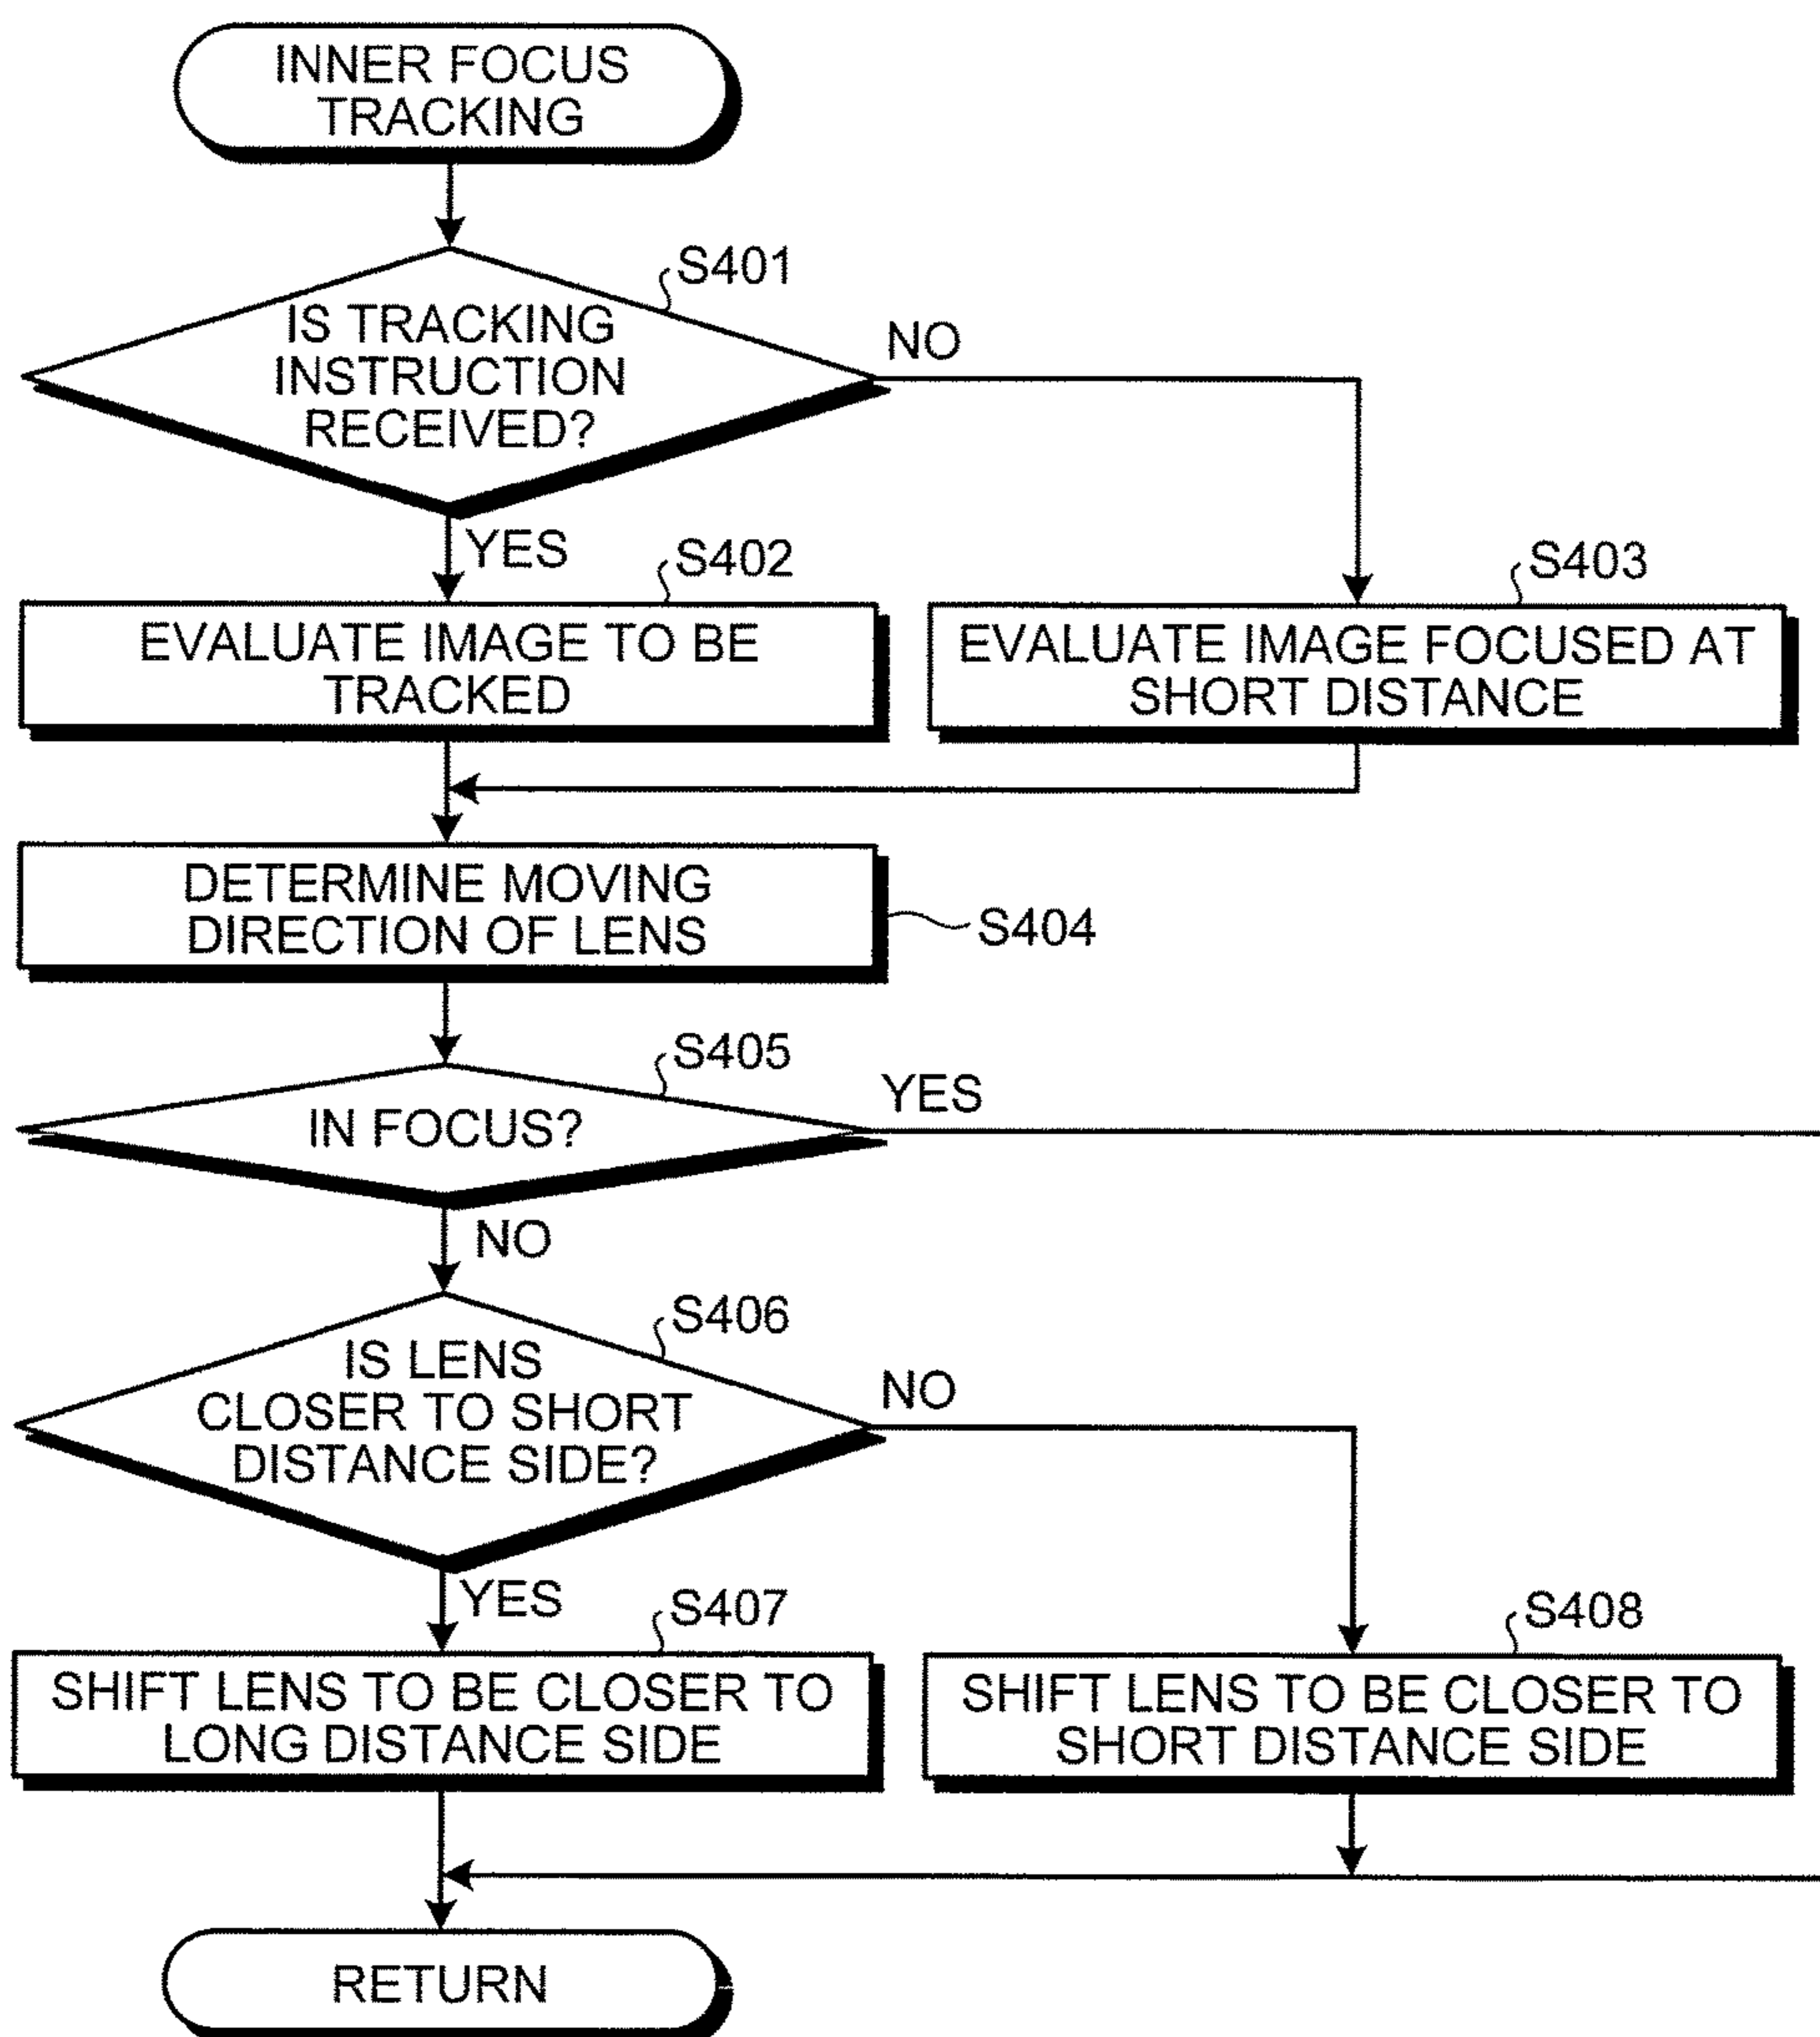 INNER FOCUS
TRACKING
S401
IS TRACKING
INSTRUCTION
RECEIVED?
NO
YES
S402
EVALUATE IMAGE TO BE
TRACKED
S403
EVALUATE IMAGE FOCUSED AT
SHORT DISTANCE
DETERMINE MOVING
DIRECTION OF LENS
S404
S405
IN FOCUS?
YES
NO
S406
IS LENS
CLOSER TO SHORT
DISTANCE SIDE?
NO
YES
S407
SHIFT LENS TO BE CLOSER TO
LONG DISTANCE SIDE
S408
SHIFT LENS TO BE CLOSER TO
SHORT DISTANCE SIDE
RETURN